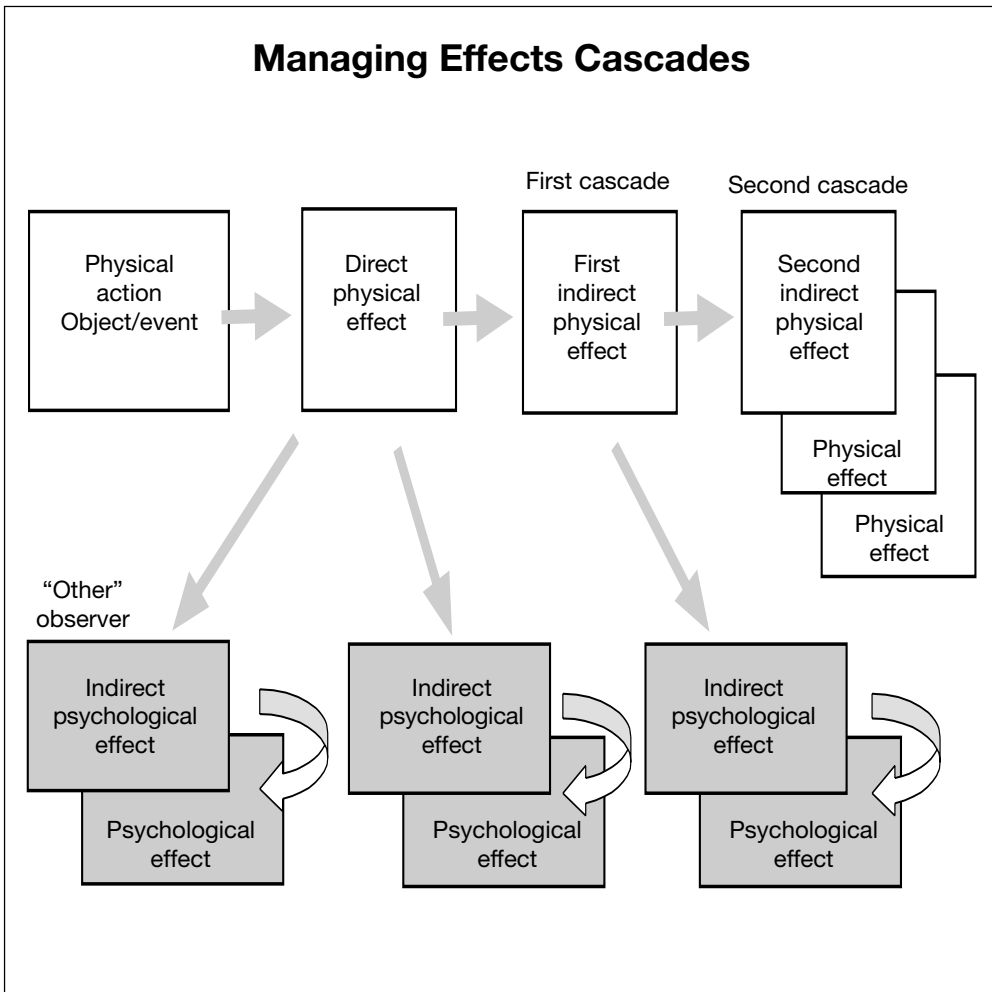 Managing Effects Cascades
First cascade
Second cascade
Physical
action
Object/event
Direct
physical
effect
First
indirect
physical
effect
Second
indirect
physical
effect
Physical
effect
Physical
effect
“Other”
observer
Indirect
psychological
effect
Psychological
effect
Indirect
psychological
effect
Psychological
effect
Indirect
psychological
effect
Psychological
effect